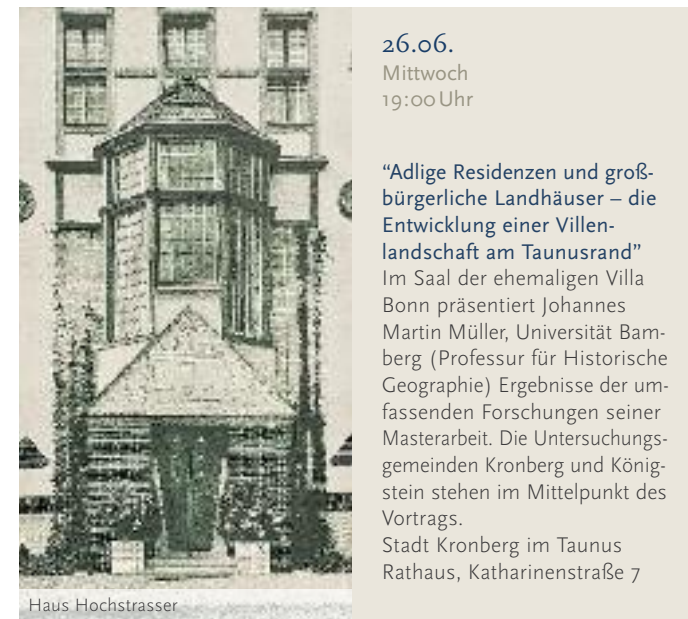 26.06.
Mittwoch
19:00 Uhr
“Adlige Residenzen und groß-
bürgerliche Landhäuser – die
Entwicklung einer Villen-
landschaft am Taunusrand”
Im Saal der ehemaligen Villa
Bonn präsentiert Johannes
Martin Müller, Universität Bam-
berg (Professur für Historische
Geographie) Ergebnisse der um-
fassenden Forschungen seiner
Masterarbeit. Die Untersuchungs-
gemeinden Kronberg und König-
stein stehen im Mittelpunkt des
Vortrags.
Stadt Kronberg im Taunus
Rathaus, Katharinenstraße 7
Haus Hochstrasser